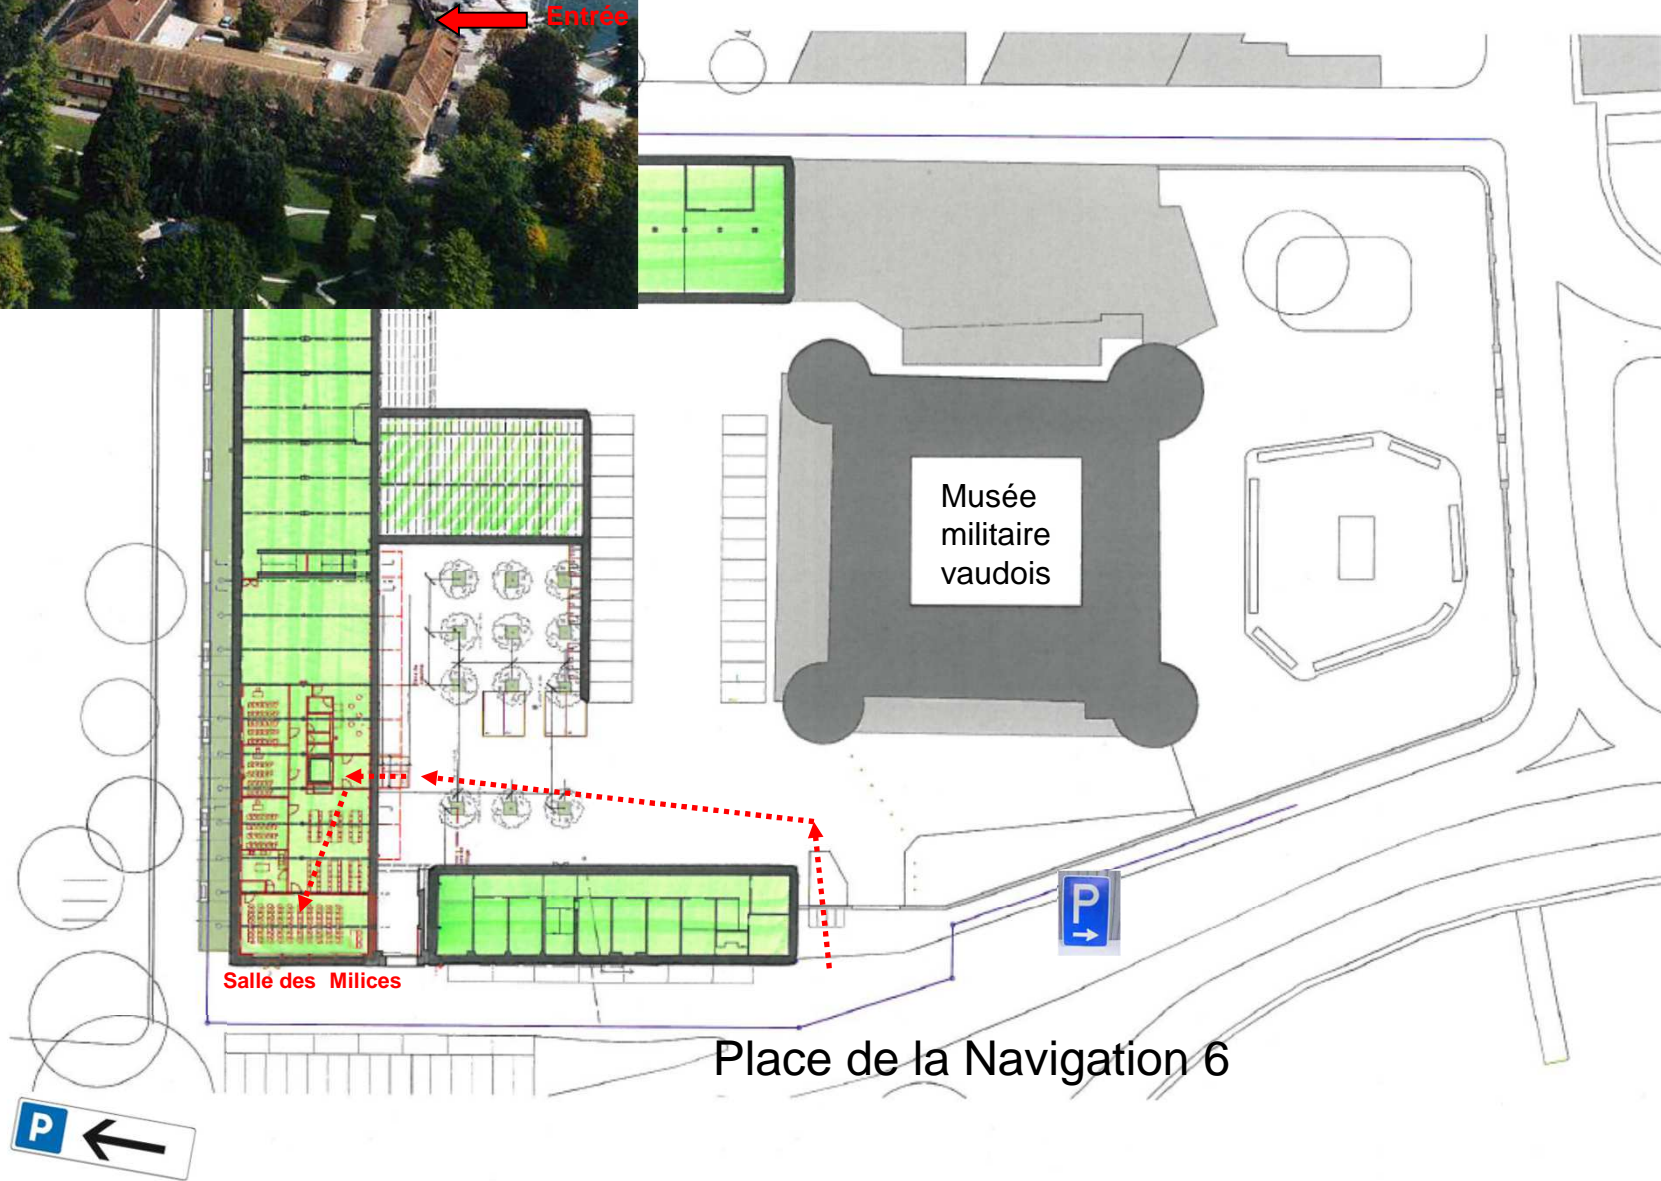 Entrée
Musée
militaire
vaudois
P
Salle des Milices
Place de la Navigation 6
P